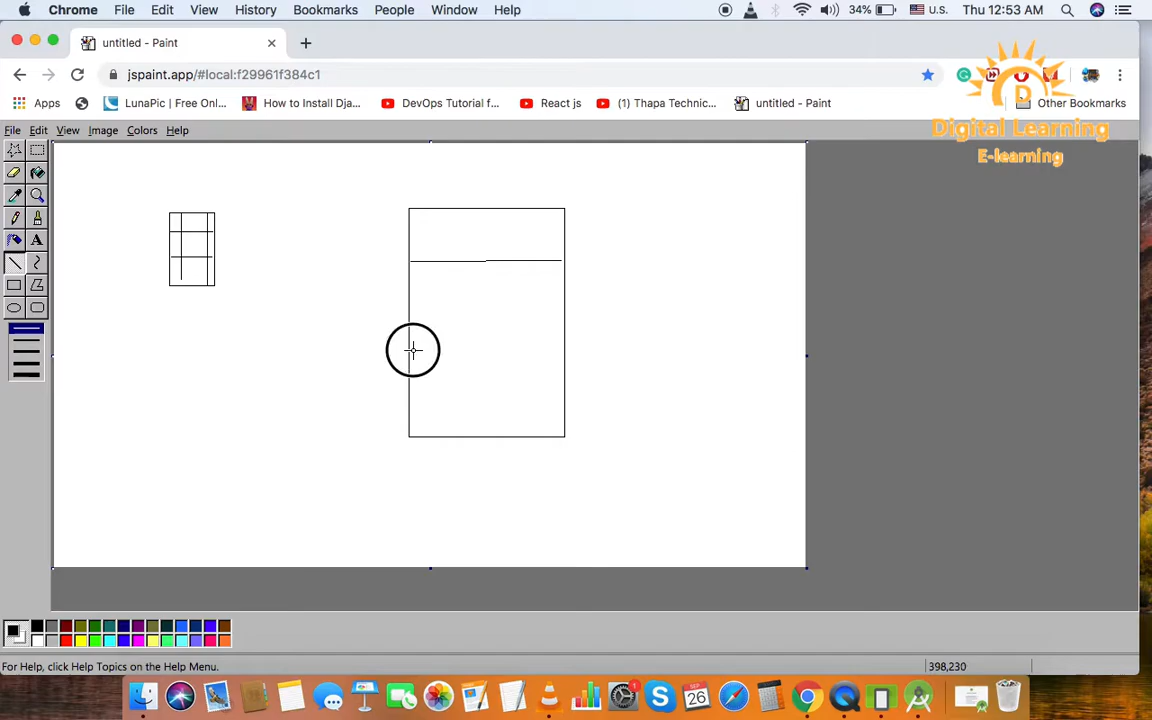 Chrome File Edit View History Bookmarks People Window Help 34% U.S. Thu 12:53 AM
untitled - Paint
jspaint.app/#local:f29961f384c1
Apps LunaPic | Free Onl... How to Install Dja... DevOps Tutorial f... React js (1) Thapa Technic... untitled - Paint Other Bookmarks
D
Digital Learning
E-learning
File Edit View Image Colors Help
A
For Help, click Help Topics on the Help Menu.
398,230
SEP
26
1